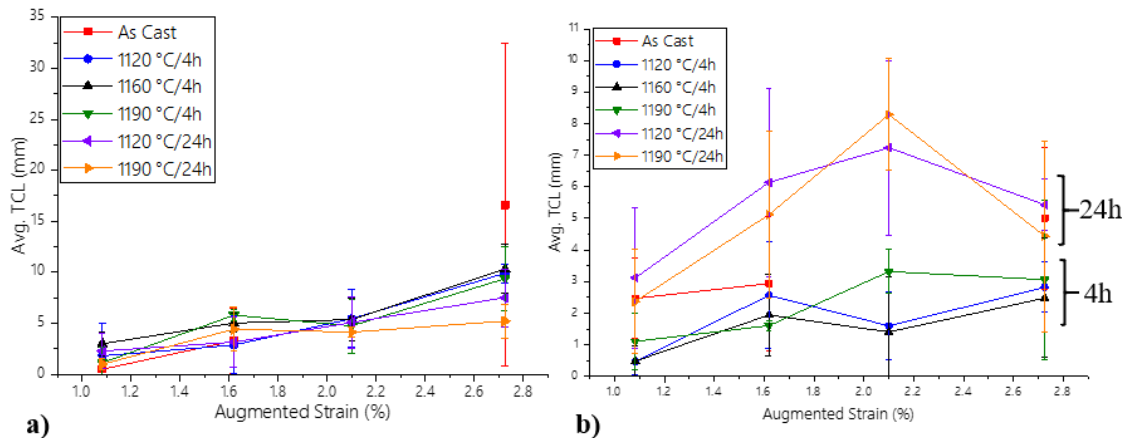 35
30
25
20
15
10
5
0
Avg. TCL (mm)
As Cast
1120 °C/4h
1160 °C/4h
1190 °C/4h
1120 °C/24h
1190 °C/24h
1.0 1.2 1.4 1.6 1.8 2.0 2.2 2.4 2.6 2.8
Augmented Strain (%)
a)
11
10
9
8
7
6
5
4
3
2
1
0
Avg. TCL (mm)
As Cast
1120 °C/4h
1160 °C/4h
1190 °C/4h
1120 °C/24h
1190 °C/24h
24h
4h
1.0 1.2 1.4 1.6 1.8 2.0 2.2 2.4 2.6 2.8
Augmented Strain (%)
b)